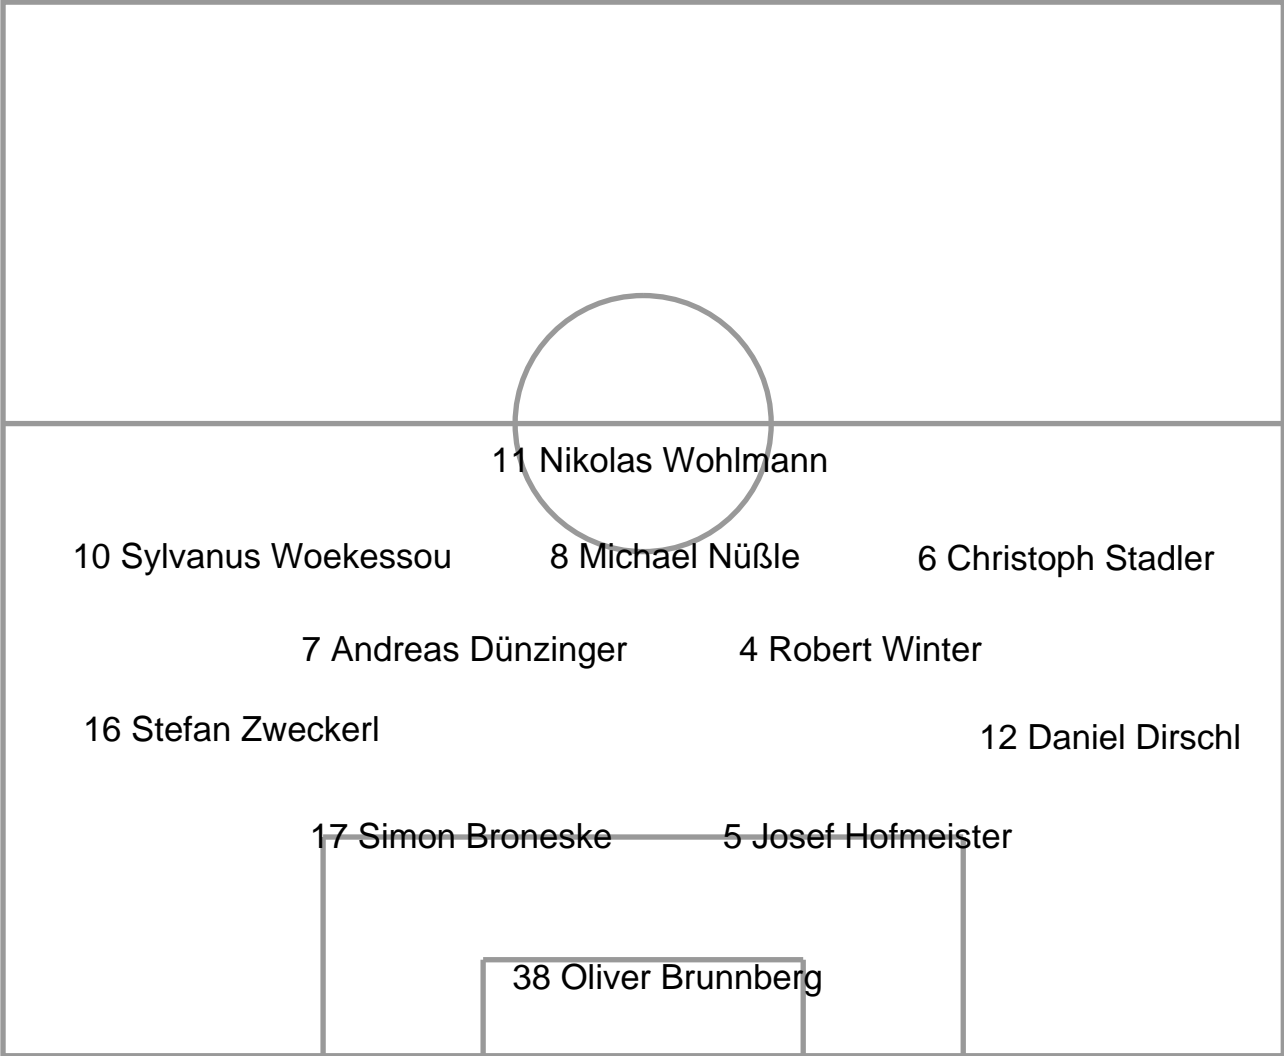 11 Nikolas Wohlmann
10 Sylvanus Woekessou 8 Michael Nüßle 6 Christoph Stadler
7 Andreas Dünzinger 4 Robert Winter
16 Stefan Zweckerl 12 Daniel Dirschl
17 Simon Broneske 5 Josef Hofmeister
38 Oliver Brunnberg